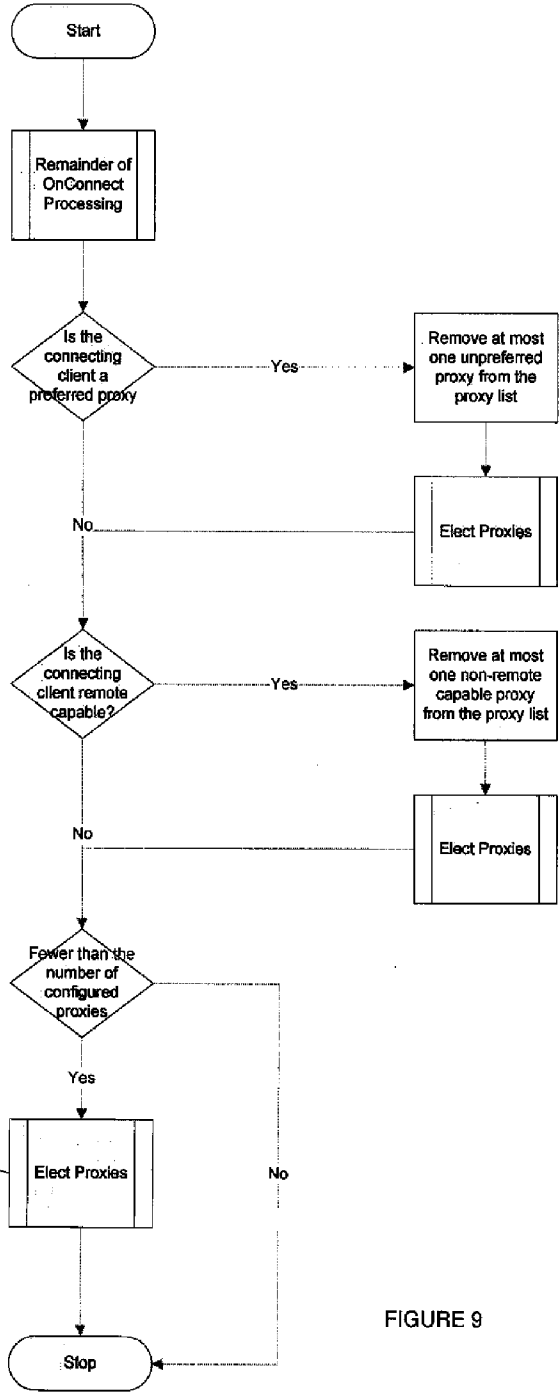 Start
Remainder of
OnConnect
Processing
Is the
connecting
client a
preferred proxy
Yes
Remove at most
one unpreferred
proxy from the
proxy list
Elect Proxies
No
Is the
connecting
client remote
capable?
Yes
Remove at most
one non-remote
capable proxy
from the proxy list
Elect Proxies
No
Fewer than the
number of
configured
proxies
Yes
Elect Proxies
No
Stop
FIGURE 9